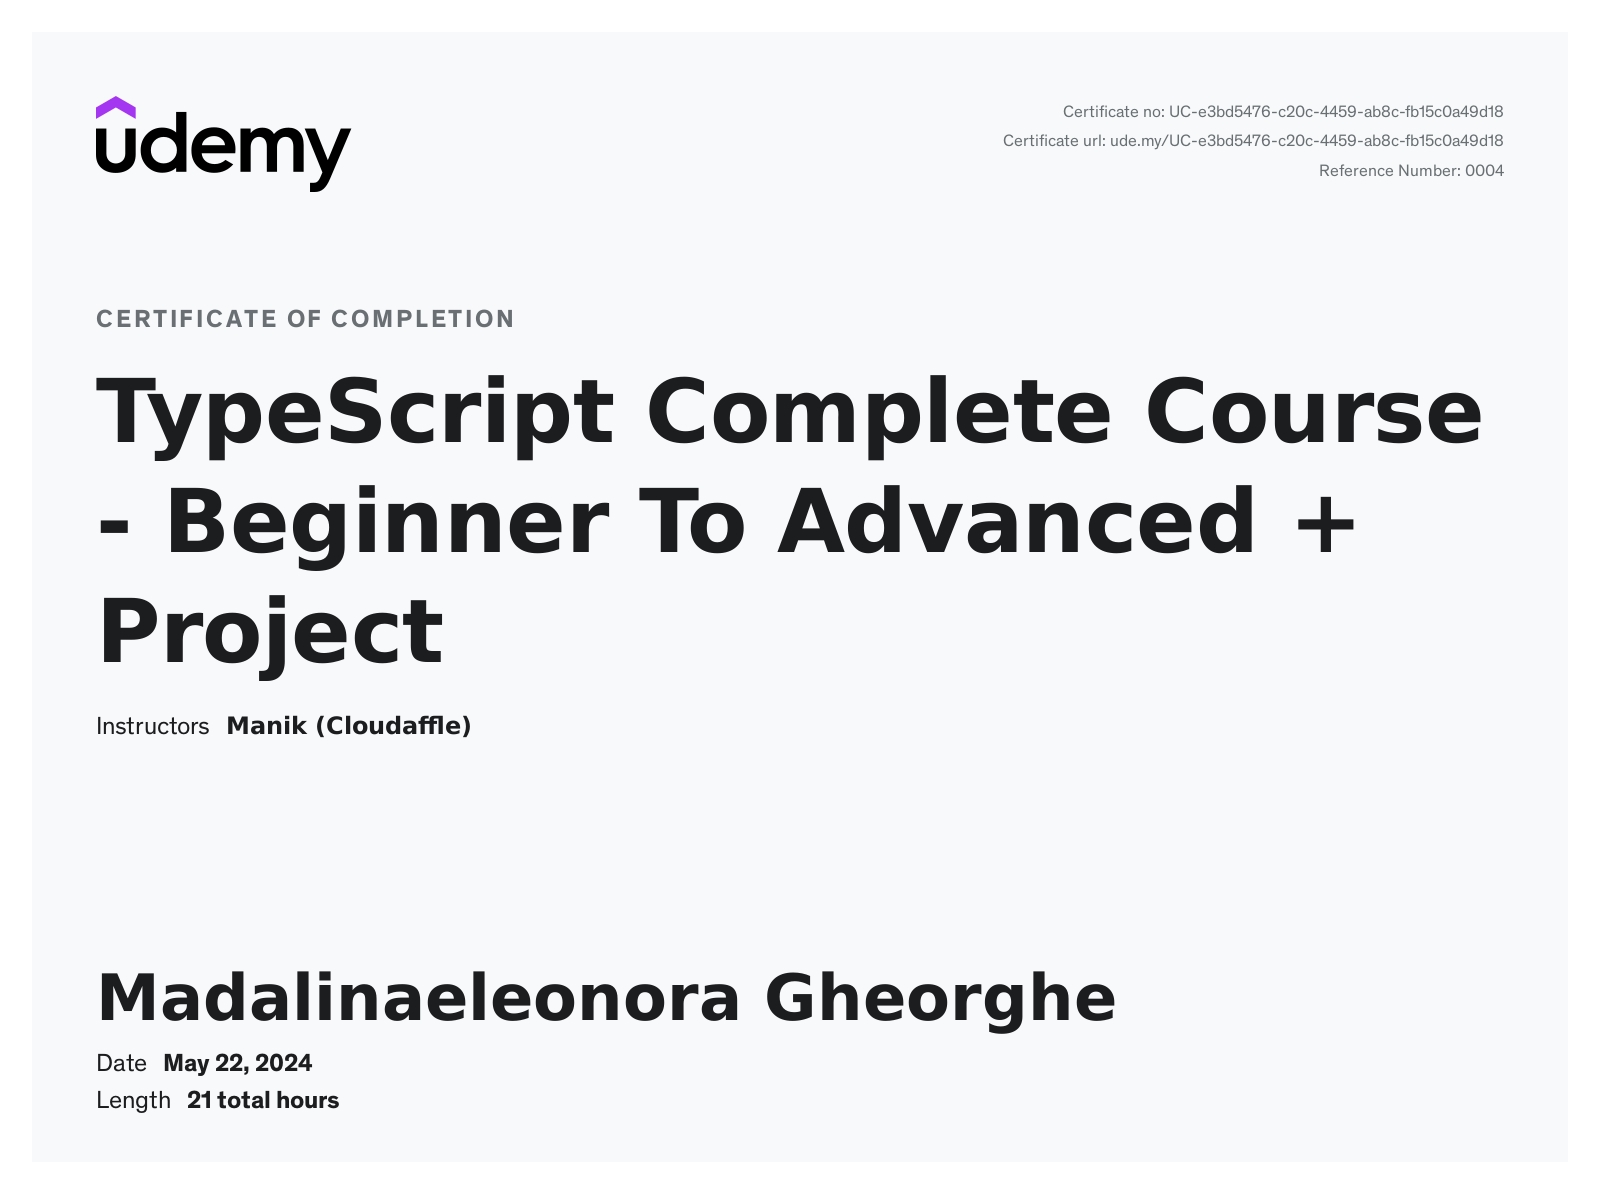 udemy
Certificate no: UC-e3bd5476-c20c-4459-ab8c-fb15c0a49d18
Certificate url: ude.my/UC-e3bd5476-c20c-4459-ab8c-fb15c0a49d18
Reference Number: 0004
CERTIFICATE OF COMPLETION
TypeScript Complete Course
- Beginner To Advanced +
Project
Instructors Manik (Cloudaffle)
Madalinaeleonora Gheorghe
Date May 22, 2024
Length 21 total hours